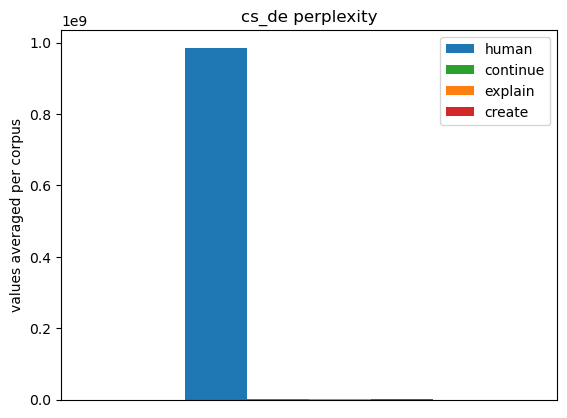 cs_de perplexity
1e9
1.0
0.8
0.6
0.4
0.2
0.0
values averaged per corpus
human
continue
explain
create